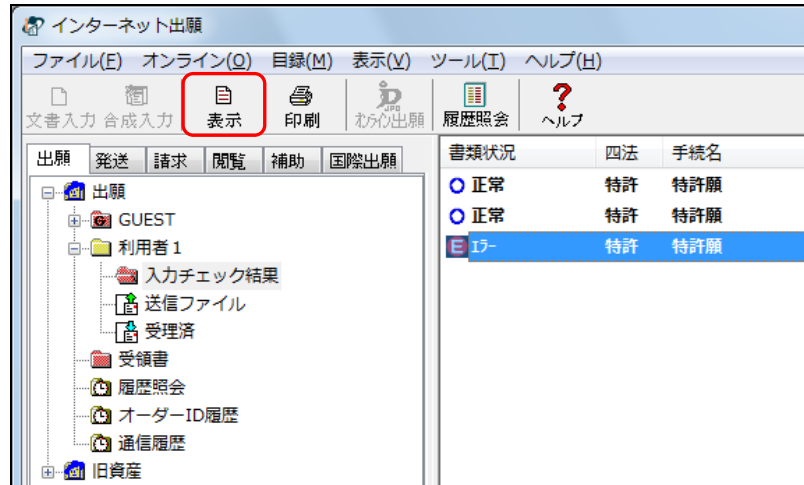 インターネット出願
ファイル(F) オンライン(O) 目録(M) 表示(V) ツール(T) ヘルプ(H)
文書入力 合成入力 表示 印刷 オンライン出願 履歴照会 ヘルプ
出願 発送 請求 閲覧 補助 国際出願
書類状況 四法 手続名
出願
正常 特許 特許願
GUEST
正常 特許 特許願
利用者1
E エラー 特許 特許願
入力チェック結果
送信ファイル
受理済
受領書
履歴照会
オーダーID履歴
通信履歴
旧資産